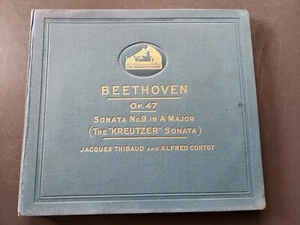 BEETHOVEN
OP. 47
SONATA NO. 9. IN A MAJOR
(THE "KREUTZER" SONATA)
JACQUES THIBAUD AND ALFRED CORTOT